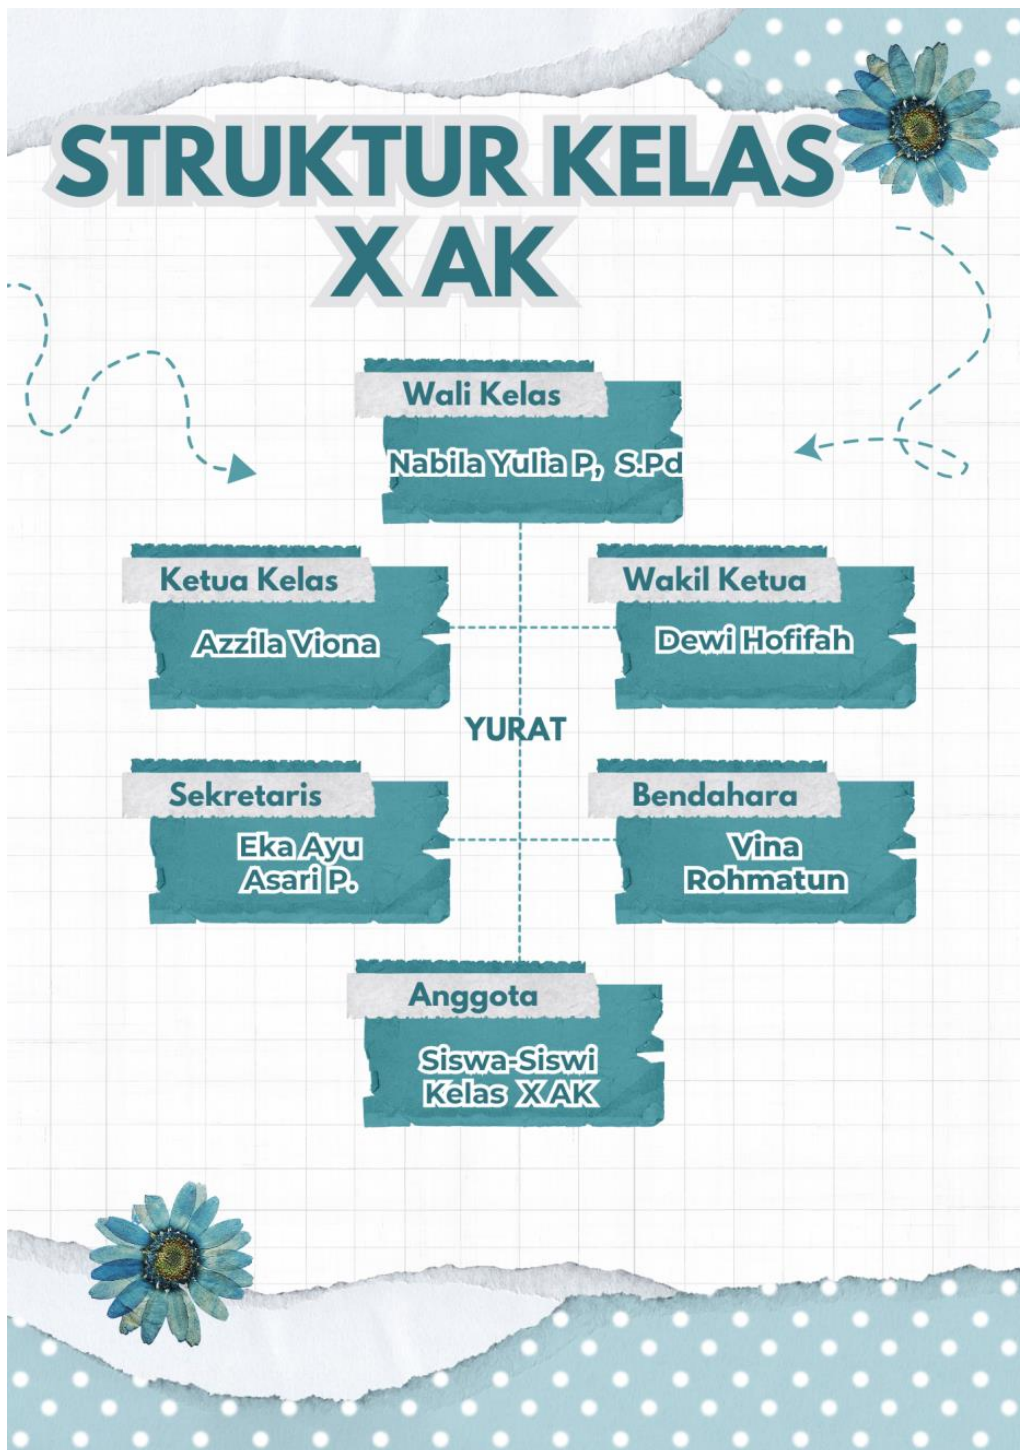 STRUKTUR KELAS
X AK
Wali Kelas
Nabila Yulia P, S.Pd
Ketua Kelas
Azzila Viona
Wakil Ketua
Dewi Hofifah
YURAT
Sekretaris
Eka Ayu
Asari P.
Bendahara
Vina
Rohmatun
Anggota
Siswa-Siswi
Kelas X AK